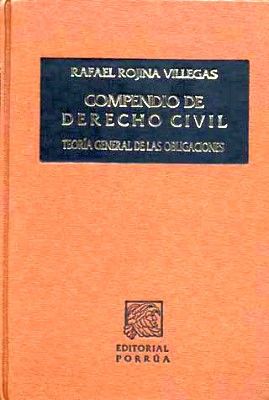 RAFAEL ROJINA VILLEGAS
COMPENDIO DE
DERECHO CIVIL
TEORÍA GENERAL DE LAS OBLIGACIONES
EDITORIAL
PORRÚA